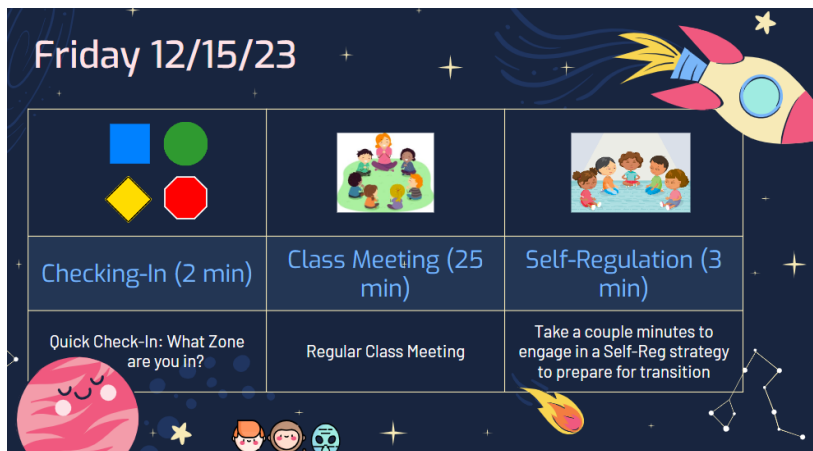 Friday 12/15/23
Checking-In (2 min)
Class Meeting (25
min)
Self-Regulation (3
min)
Quick Check-In: What Zone
are you in?
Regular Class Meeting
Take a couple minutes to
engage in a Self-Reg strategy
to prepare for transition